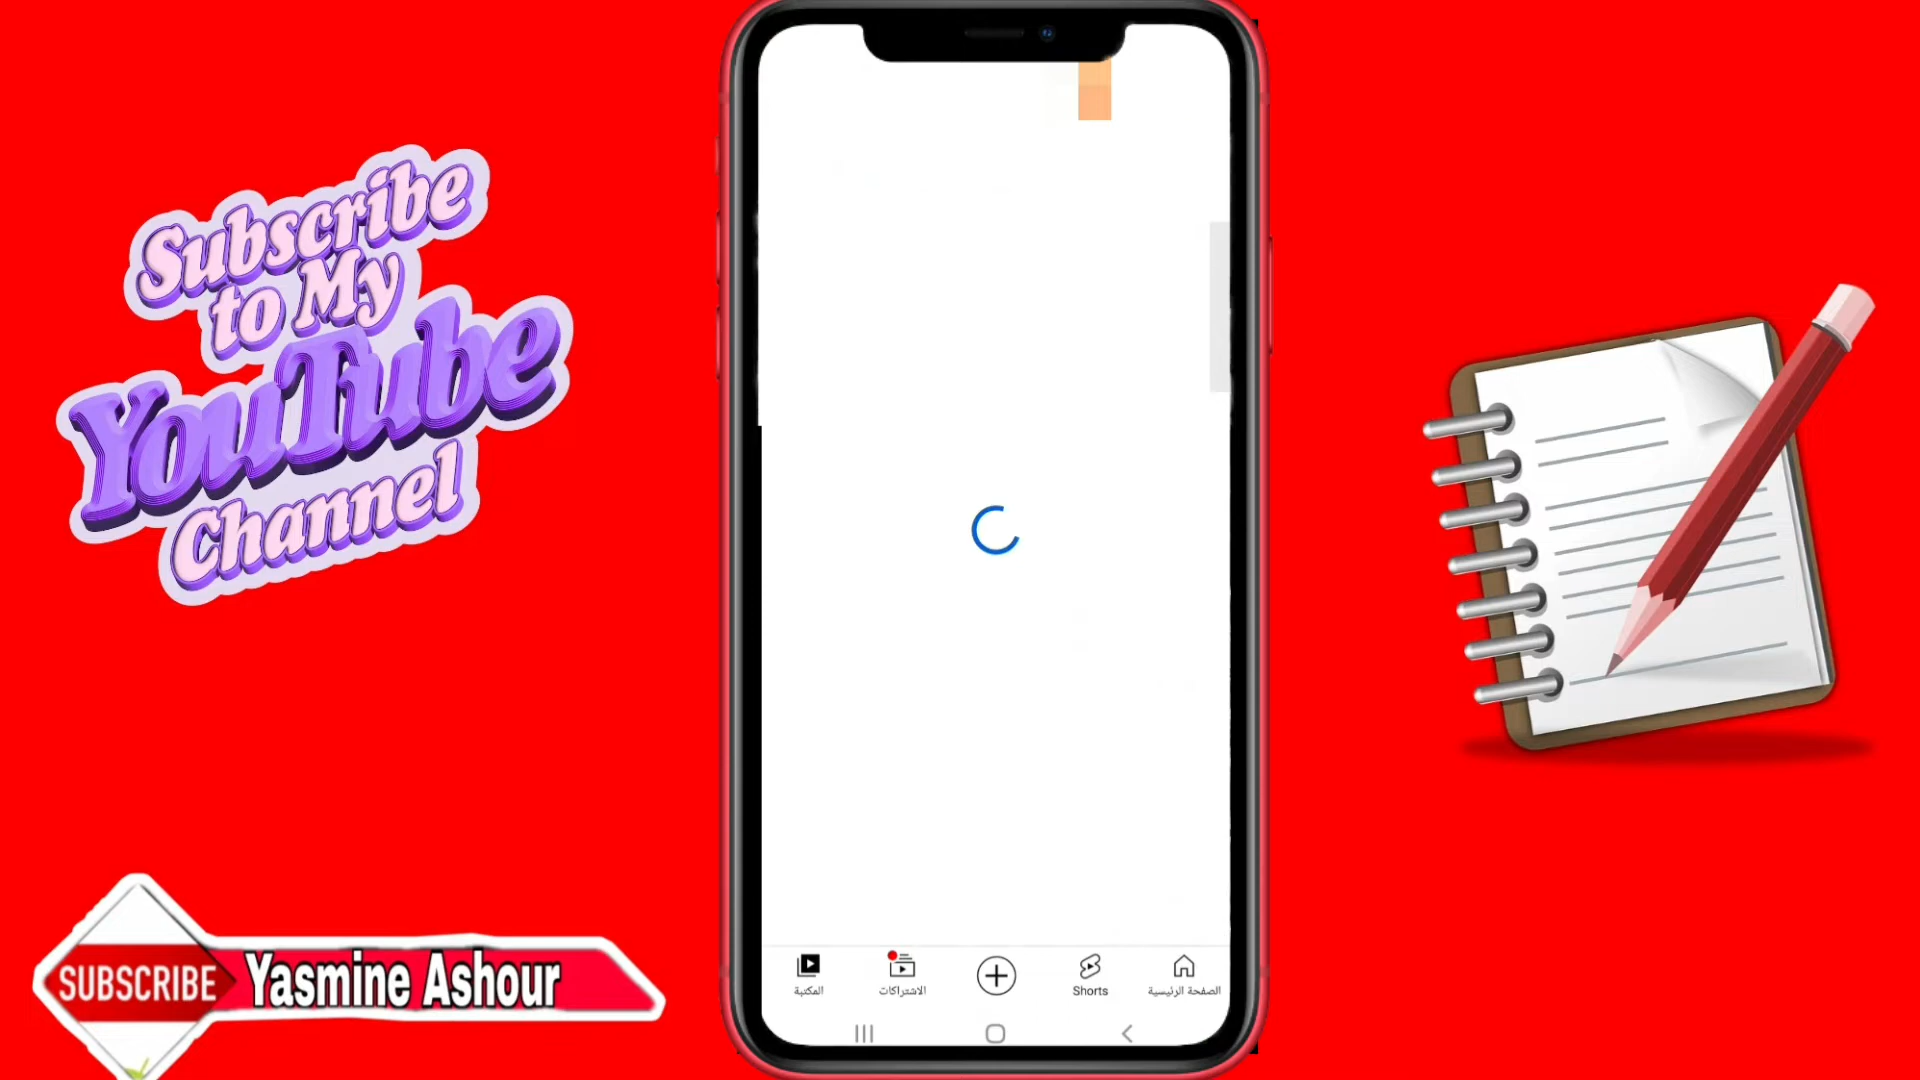 Subscribe
to My
YouTube
Channel
SUBSCRIBE
Yasmine Ashour
الصفحة الرئيسية
Shorts
الاشتراكات
المكتبة